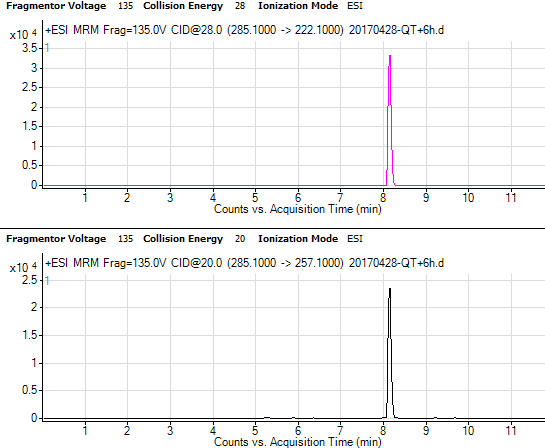 Fragmentor Voltage 135 Collision Energy 28 Ionization Mode ESI
x10 4 +ESI MRM Frag=135.0V CID@28.0 (285.1000 -> 222.1000) 20170428-QT+6h.d
3.5 1
3
2.5
2
1.5
1
0.5
0
1 2 3 4 5 6 7 8 9 10 11
Counts vs. Acquisition Time (min)
Fragmentor Voltage 135 Collision Energy 20 Ionization Mode ESI
x10 4 +ESI MRM Frag=135.0V CID@20.0 (285.1000 -> 257.1000) 20170428-QT+6h.d
2.5 1
2
1.5
1
0.5
0
1 2 3 4 5 6 7 8 9 10 11
Counts vs. Acquisition Time (min)